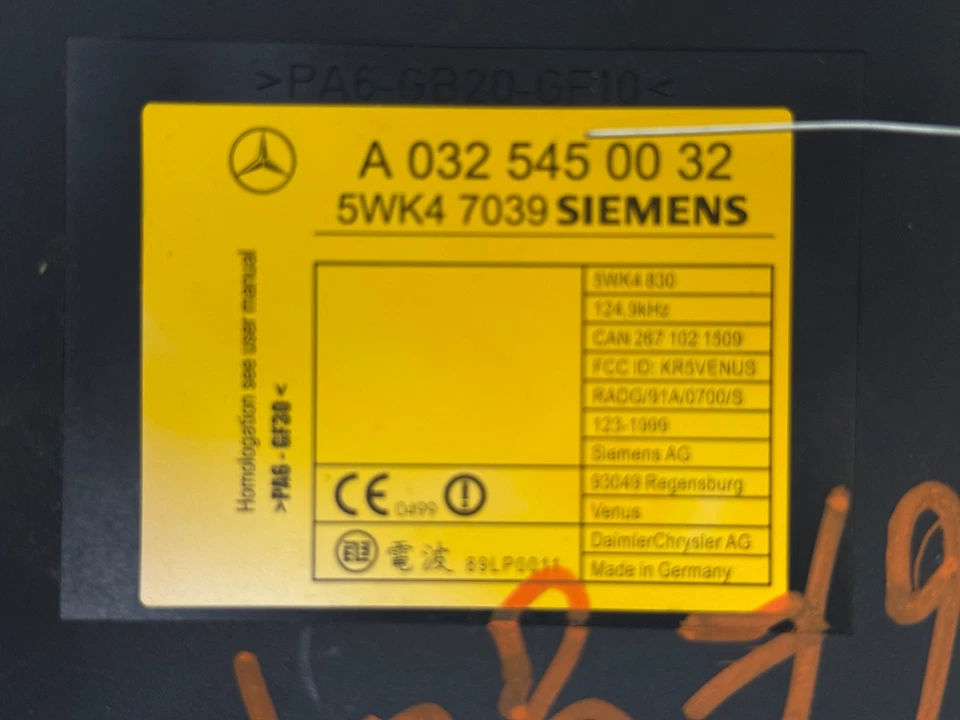 >PA6-GB20-GF10<
A 032 545 00 32
5WK4 7039 SIEMENS
Homologation see user manual
>PA6 - GF30<
5WK4 830
124,9kHz
CAN 267 102 1509
FCC ID: KR5VENUS
RADG/91A/0700/S
123-1999
Siemens AG
93049 Regensburg
Venus
DaimlerChrysler AG
Made in Germany
CE 0499
電波 89LP0011